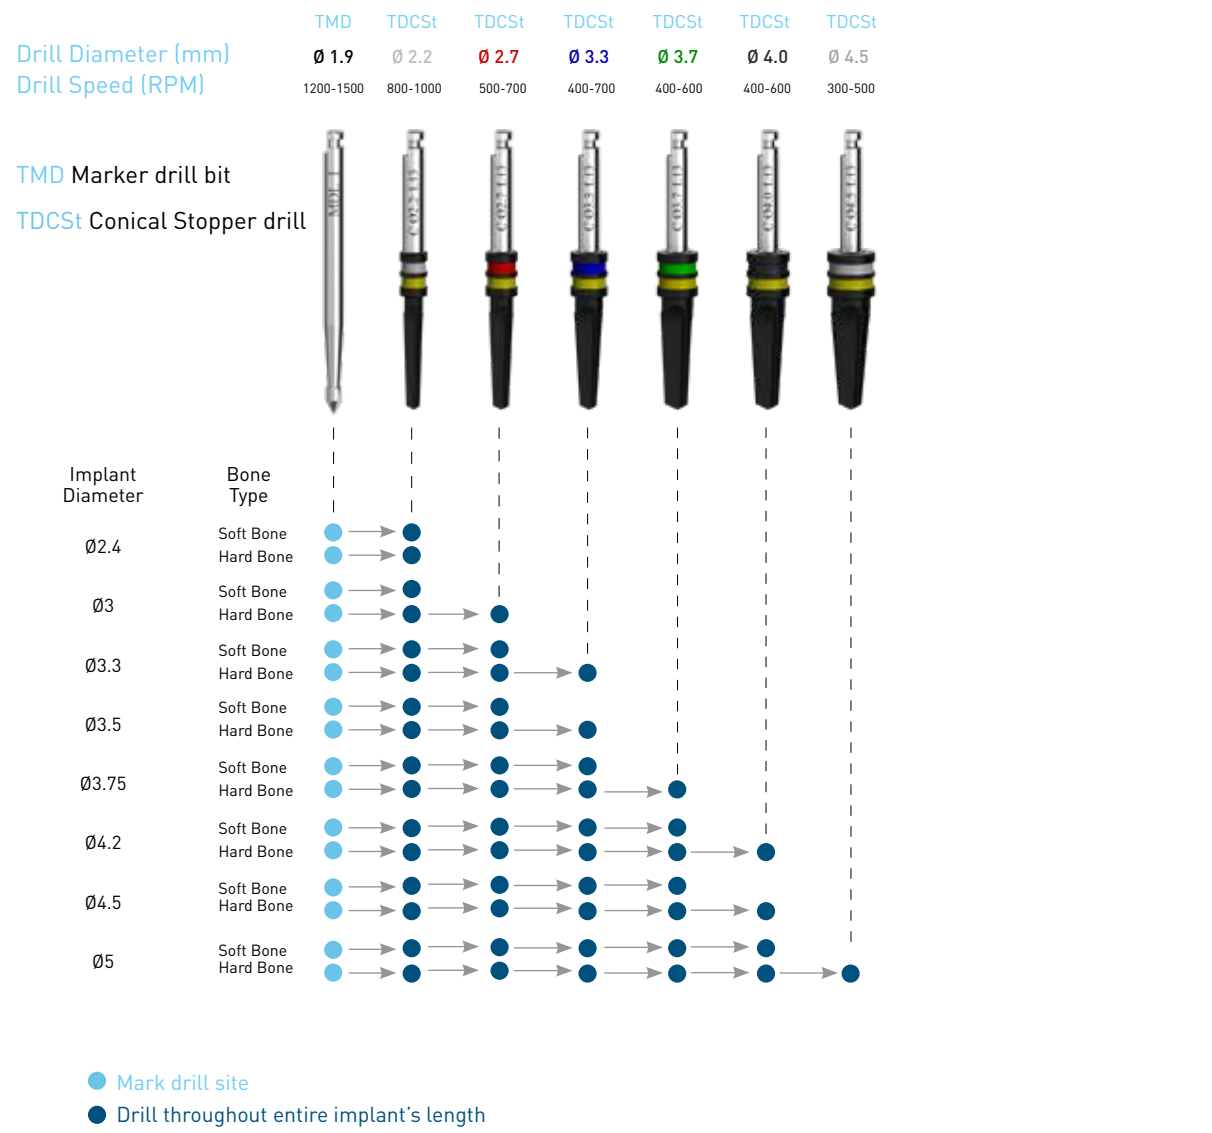 TMD TDCSt TDCSt TDCSt TDCSt TDCSt TDCSt
Drill Diameter (mm) Ø 1.9 Ø 2.2 Ø 2.7 Ø 3.3 Ø 3.7 Ø 4.0 Ø 4.5
Drill Speed (RPM) 1200-1500 800-1000 500-700 400-700 400-600 400-600 300-500
TMD Marker drill bit
TDCSt Conical Stopper drill
Implant Diameter
Bone Type
Ø2.4
Soft Bone
Hard Bone
Ø3
Soft Bone
Hard Bone
Ø3.3
Soft Bone
Hard Bone
Ø3.5
Soft Bone
Hard Bone
Ø3.75
Soft Bone
Hard Bone
Ø4.2
Soft Bone
Hard Bone
Ø4.5
Soft Bone
Hard Bone
Ø5
Soft Bone
Hard Bone
Mark drill site
Drill throughout entire implant's length